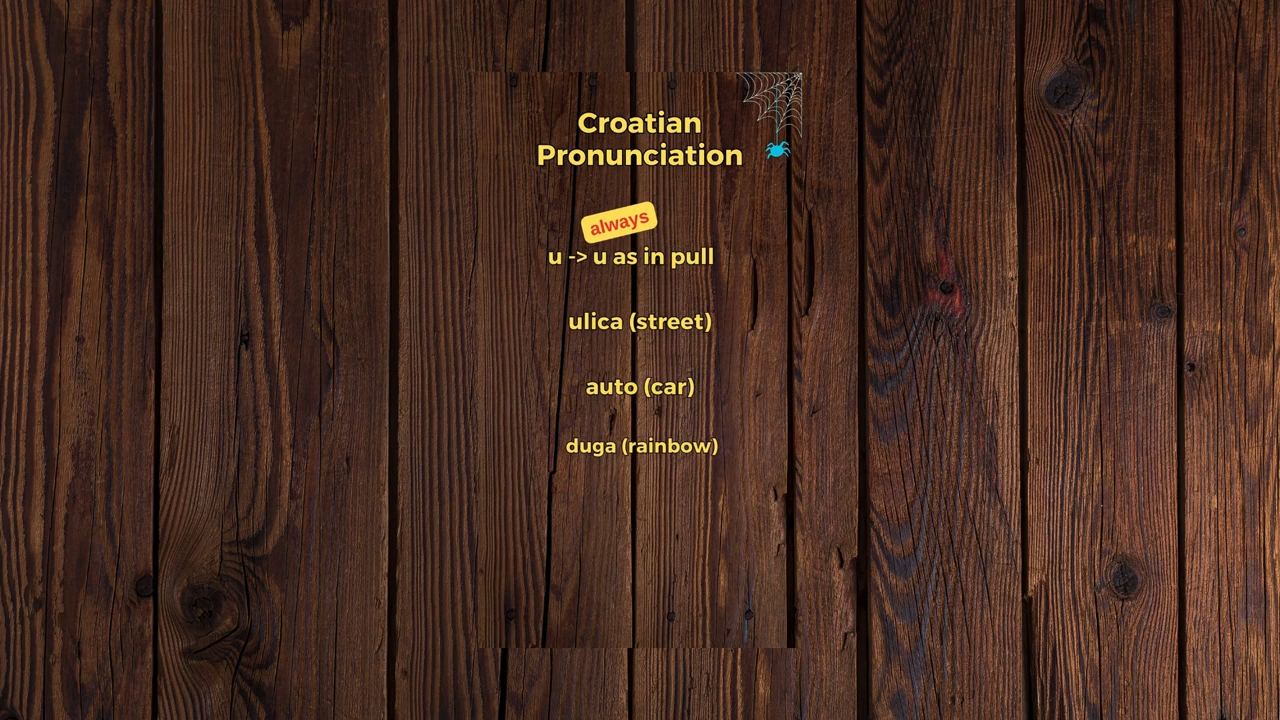 Croatian
Pronunciation
always
u -> u as in pull
ulica (street)
auto (car)
duga (rainbow)